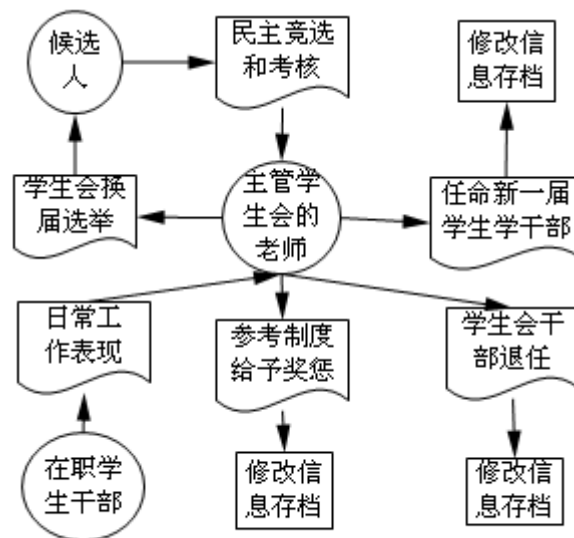 候选
人
民主竞选
和考核
修改信
息存档
学生会换
届选举
主管学
生会的
老师
任命新一届
学生学干部
日常工
作表现
参考制度
给予奖惩
学生会干
部退任
在职学
生干部
修改信
息存档
修改信
息存档